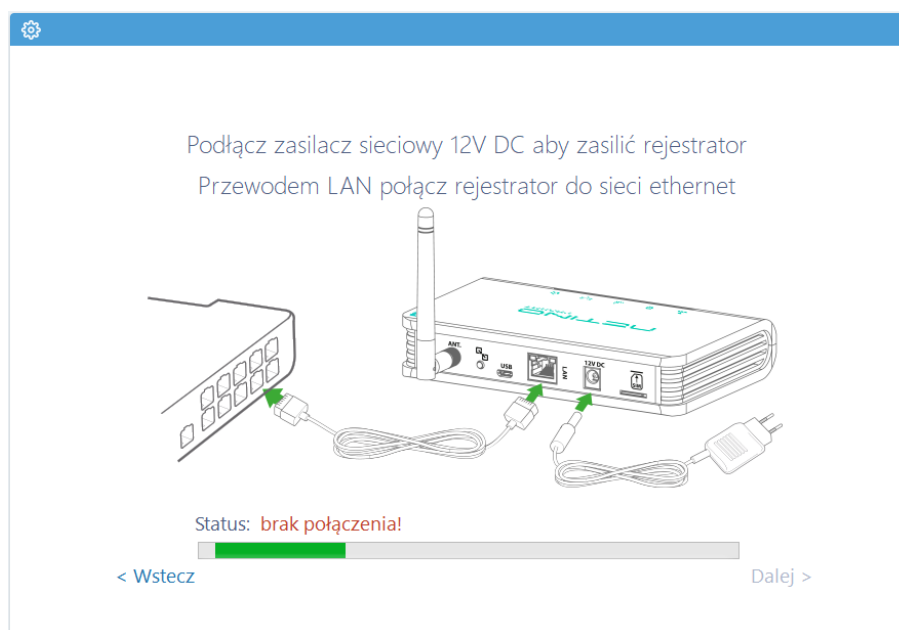 Podłącz zasilacz sieciowy 12V DC aby zasilić rejestrator
Przewodem LAN połącz rejestrator do sieci ethernet
ANT.
USB
LAN
12V DC
SIM
Status: brak połączenia!
< Wstecz
Dalej >